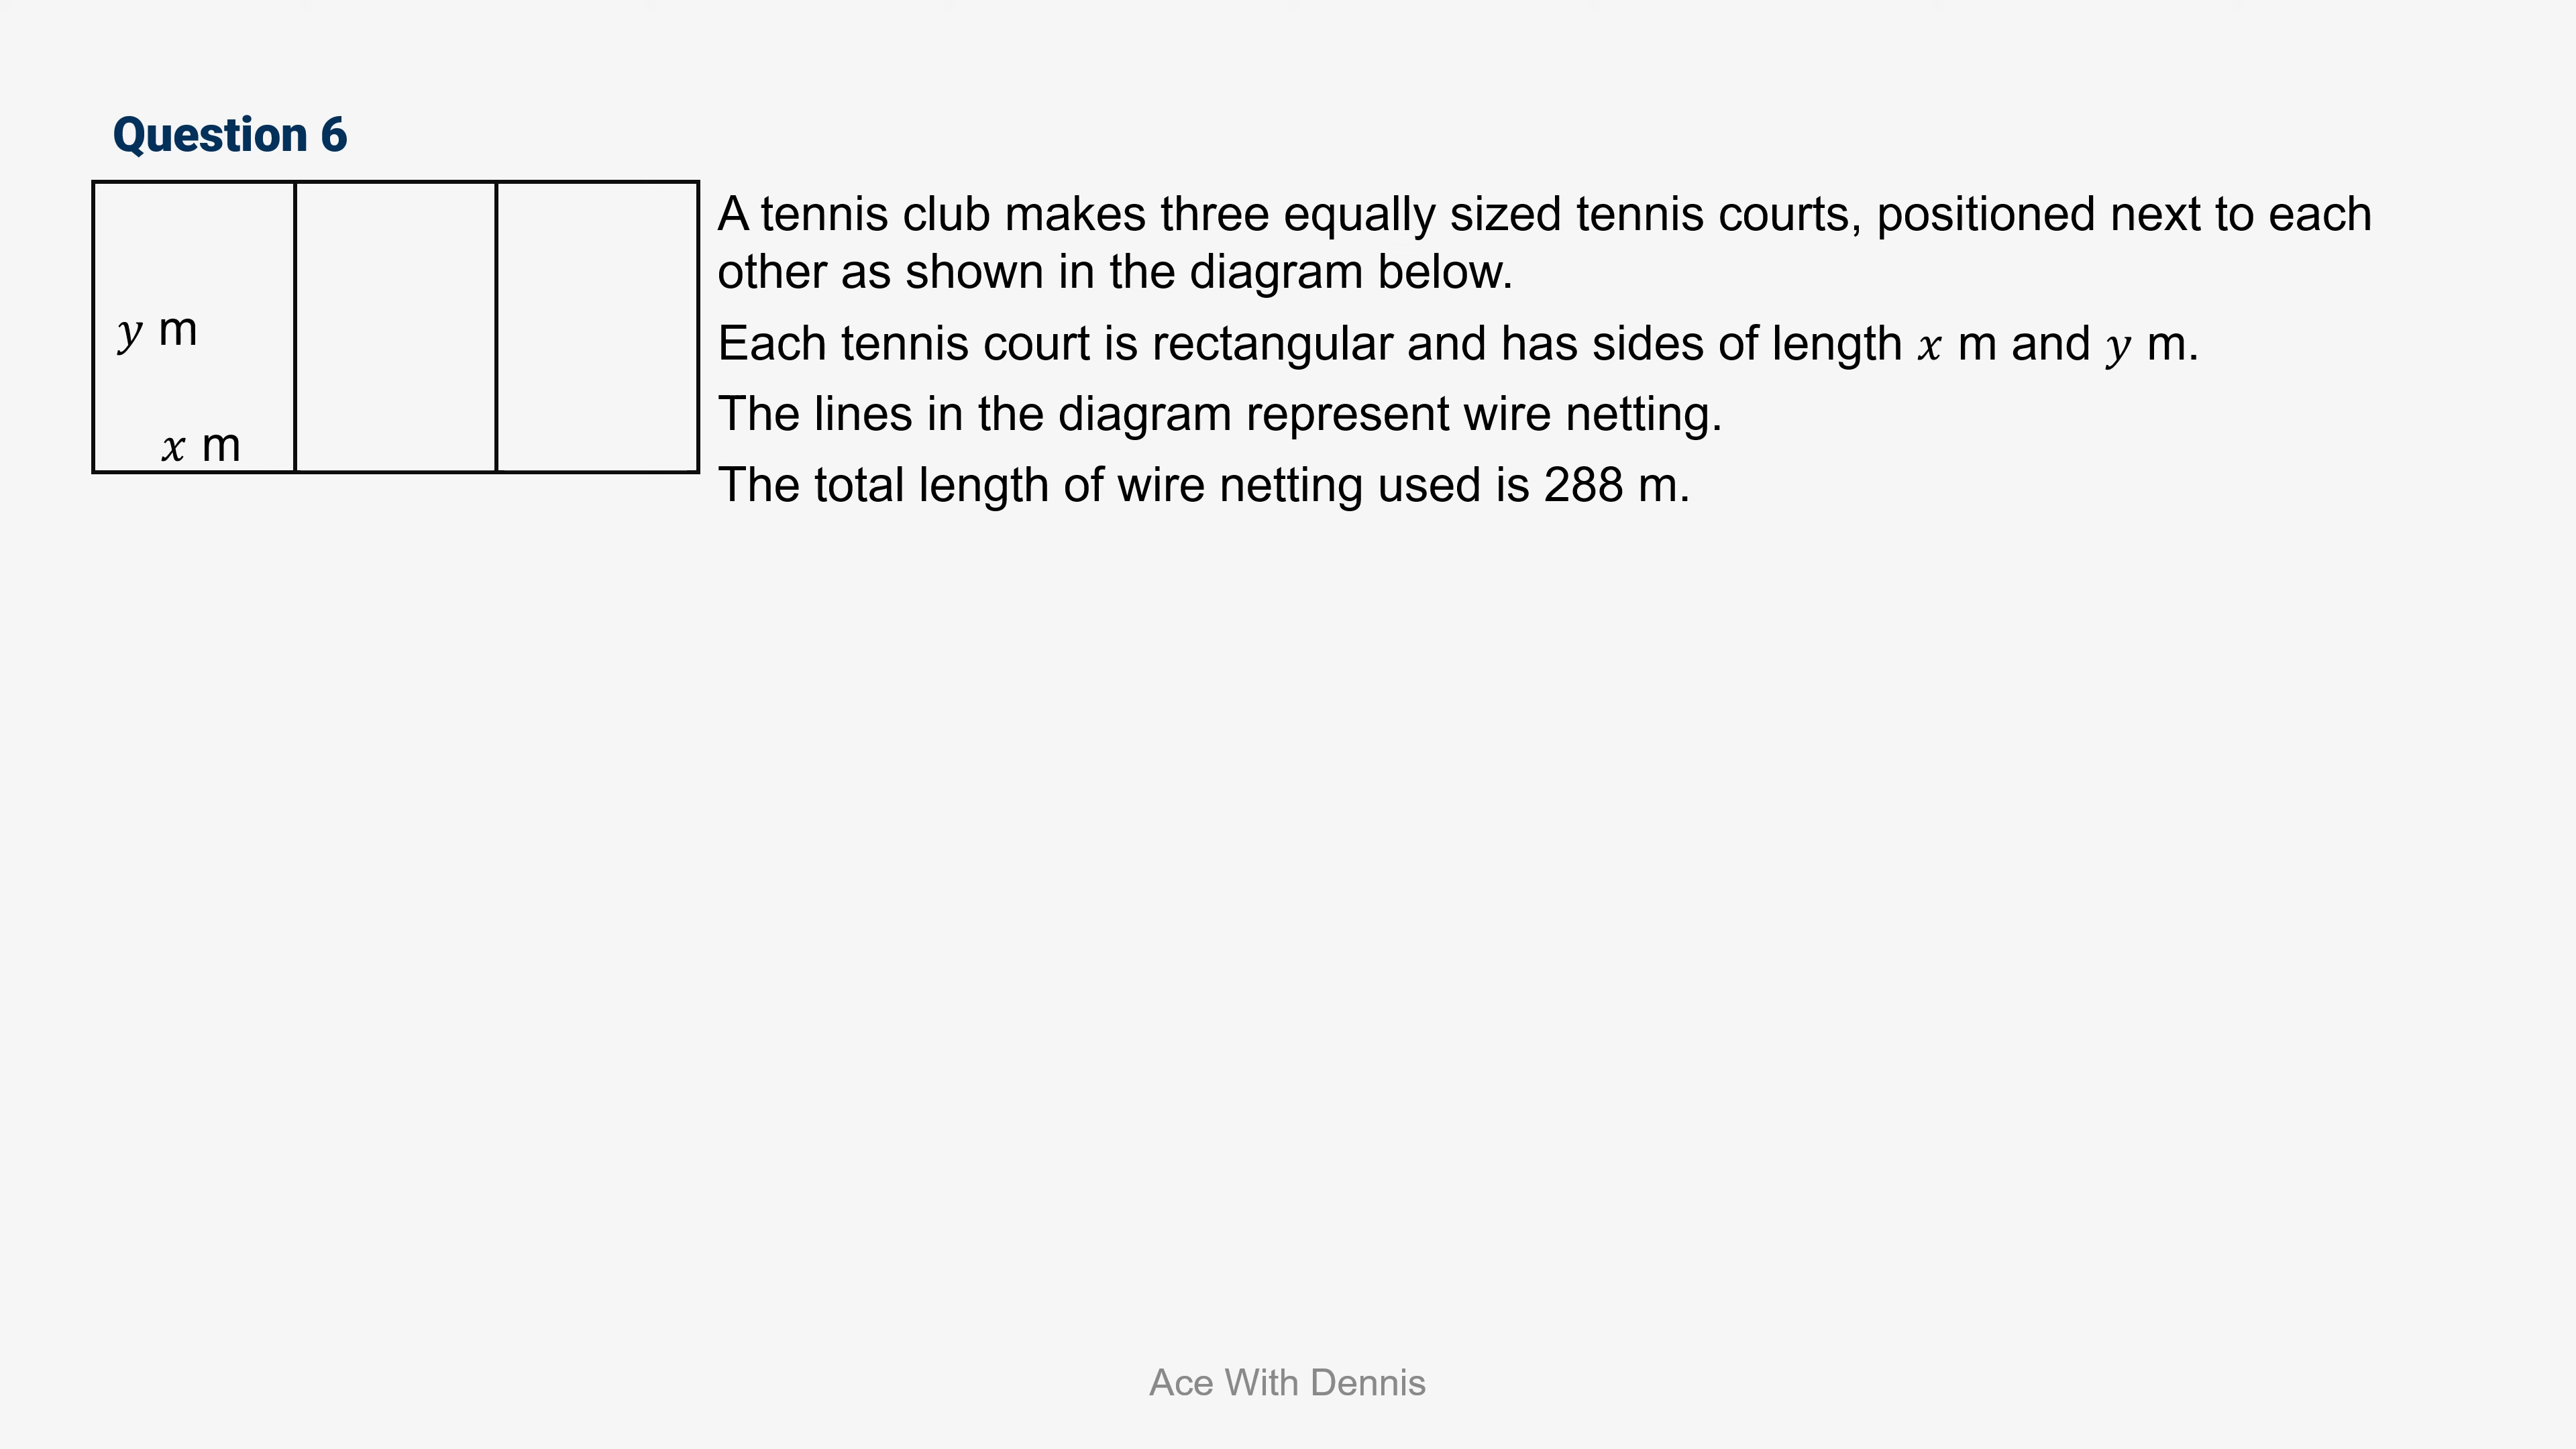 Question 6
A tennis club makes three equally sized tennis courts, positioned next to each
other as shown in the diagram below.
y m
Each tennis court is rectangular and has sides of length x m and y m.
The lines in the diagram represent wire netting.
x m
The total length of wire netting used is 288 m.
Ace With Dennis